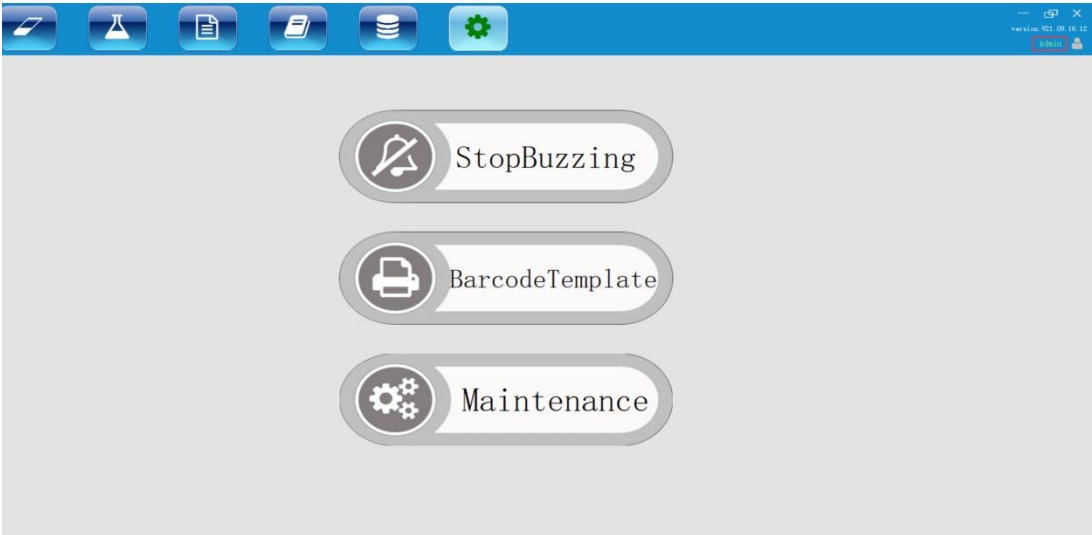 version:V21.09.16.12
Admin
StopBuzzing
BarcodeTemplate
Maintenance